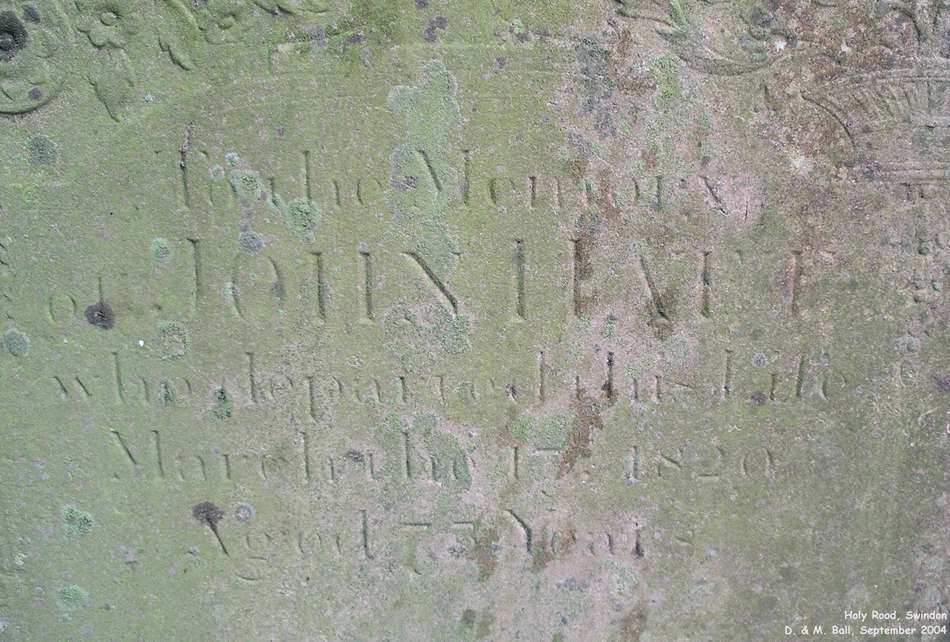 To the Memory
of JOHN
who departed this Life
March the 17, 1820
Aged 75 Years
Holy Rood, Swindon
D. & M. Ball, September 2004